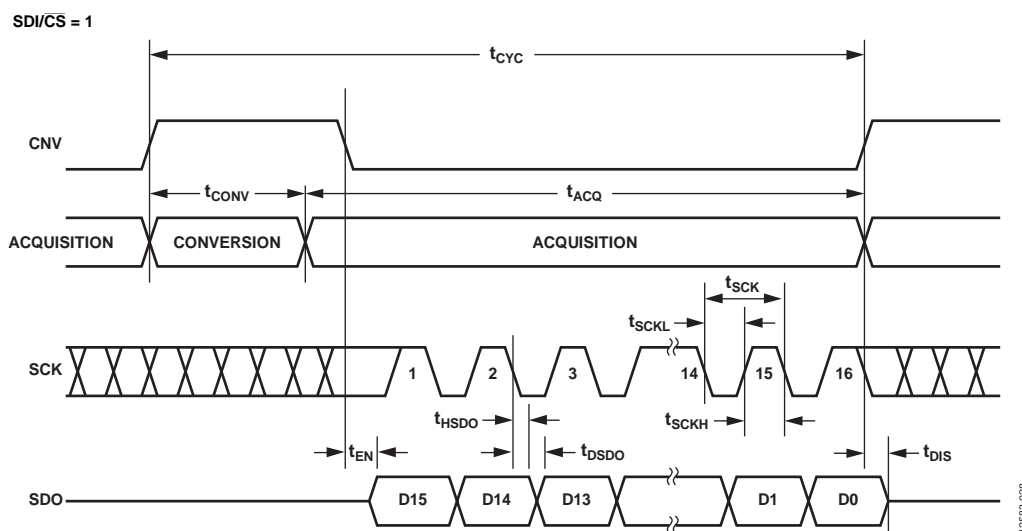 SDI/CS = 1
tCYC
CNV
tCONV
tACQ
ACQUISITION
CONVERSION
ACQUISITION
tSCK
tSCKL
SCK
1
2
3
14
15
16
tHSDO
tSCKH
tEN
tDSDO
tDIS
SDO
D15
D14
D13
D1
D0